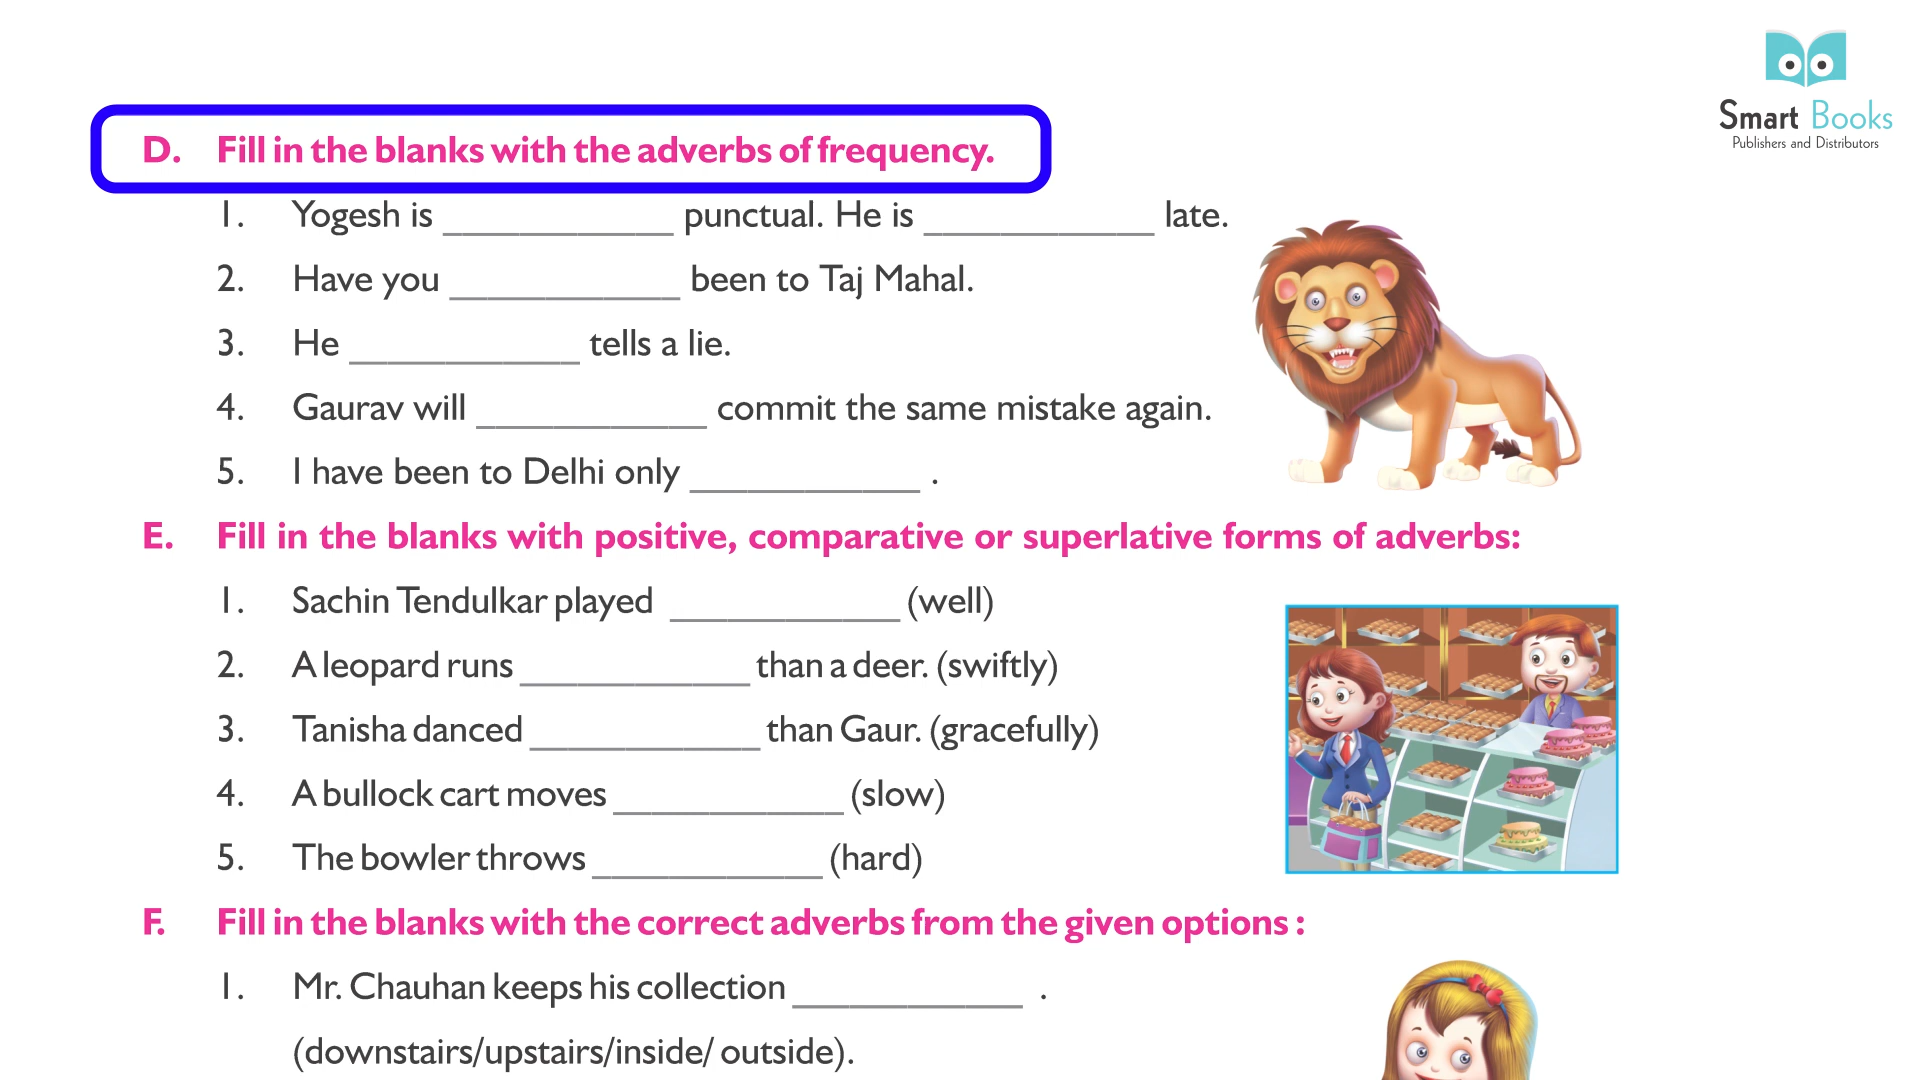 Smart Books
Publishers and Distributors
D. Fill in the blanks with the adverbs of frequency.
1. Yogesh is ____________ punctual. He is ____________ late.
2. Have you ____________ been to Taj Mahal.
3. He ____________ tells a lie.
4. Gaurav will ____________ commit the same mistake again.
5. I have been to Delhi only ____________ .
E. Fill in the blanks with positive, comparative or superlative forms of adverbs:
1. Sachin Tendulkar played ____________ (well)
2. A leopard runs ____________ than a deer. (swiftly)
3. Tanisha danced ____________ than Gaur. (gracefully)
4. A bullock cart moves ____________ (slow)
5. The bowler throws ____________ (hard)
F. Fill in the blanks with the correct adverbs from the given options :
1. Mr. Chauhan keeps his collection ____________ .
(downstairs/upstairs/inside/ outside).